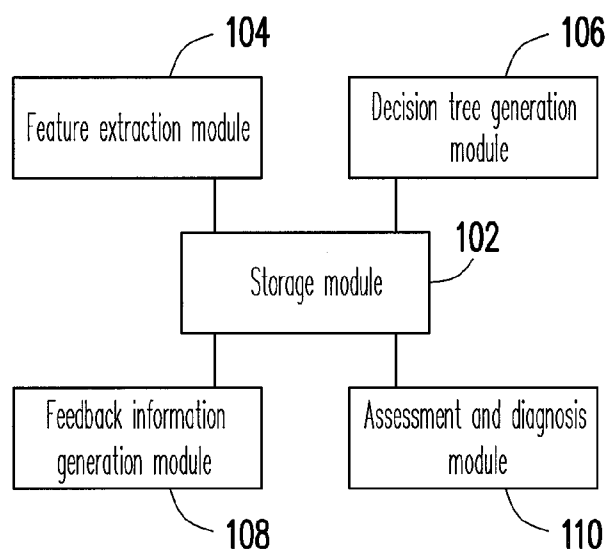 104
106
Feature extraction module
Decision tree generation
module
102
Storage module
Feedback information
generation module
Assessment and diagnosis
module
108
110